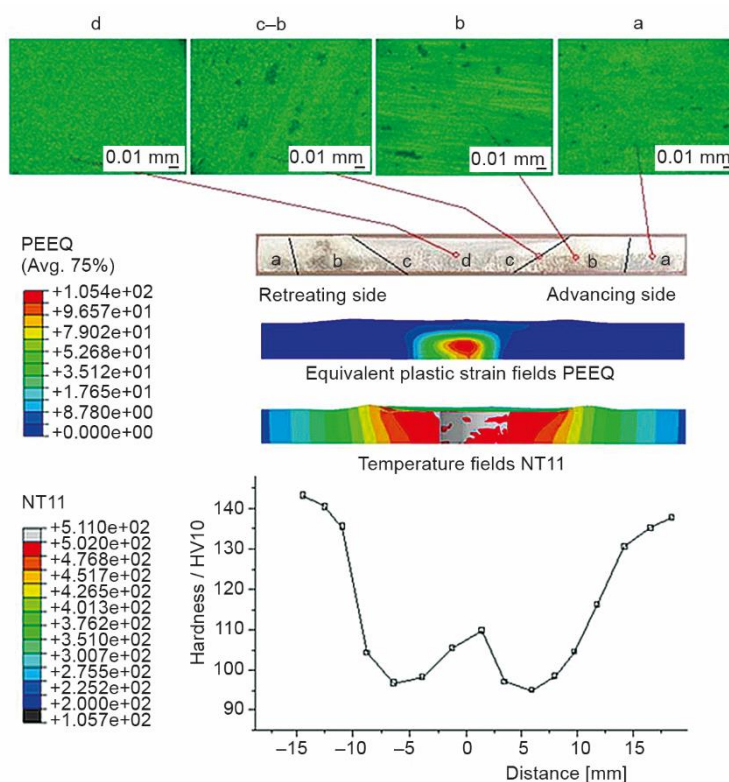 d
c–b
b
a
0.01 mm
0.01 mm
0.01 mm
0.01 mm
PEEQ
(Avg. 75%)
+1.054e+02
+9.657e+01
+7.902e+01
+5.268e+01
+3.512e+01
+1.765e+01
+8.780e+00
+0.000e+00
a b c d c b a
Retreating side
Advancing side
Equivalent plastic strain fields PEEQ
Temperature fields NT11
NT11
+5.110e+02
+5.020e+02
+4.768e+02
+4.517e+02
+4.265e+02
+4.013e+02
+3.762e+02
+3.510e+02
+3.007e+02
+2.755e+02
+2.252e+02
+2.000e+02
+1.057e+02
Hardness / HV10
140
130
120
110
100
90
–15 –10 –5 0 5 10 15
Distance [mm]